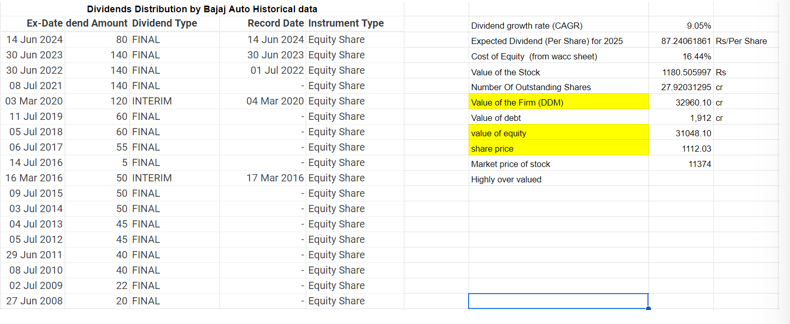 Dividends Distribution by Bajaj Auto Historical data
Ex-Date dend Amount Dividend Type Record Date Instrument Type
14 Jun 2024 80 FINAL 14 Jun 2024 Equity Share
30 Jun 2023 140 FINAL 30 Jun 2023 Equity Share
30 Jun 2022 140 FINAL 01 Jul 2022 Equity Share
08 Jul 2021 140 FINAL - Equity Share
03 Mar 2020 120 INTERIM 04 Mar 2020 Equity Share
11 Jul 2019 60 FINAL - Equity Share
05 Jul 2018 60 FINAL - Equity Share
06 Jul 2017 55 FINAL - Equity Share
14 Jul 2016 5 FINAL - Equity Share
16 Mar 2016 50 INTERIM 17 Mar 2016 Equity Share
09 Jul 2015 50 FINAL - Equity Share
03 Jul 2014 50 FINAL - Equity Share
04 Jul 2013 45 FINAL - Equity Share
05 Jul 2012 45 FINAL - Equity Share
29 Jun 2011 40 FINAL - Equity Share
08 Jul 2010 40 FINAL - Equity Share
02 Jul 2009 22 FINAL - Equity Share
27 Jun 2008 20 FINAL - Equity Share
Dividend growth rate (CAGR) 9.05%
Expected Dividend (Per Share) for 2025 87.24061861 Rs/Per Share
Cost of Equity (from wacc sheet) 16.44%
Value of the Stock 1180.505997 Rs
Number Of Outstanding Shares 27.92031295 cr
Value of the Firm (DDM) 32960.10 cr
Value of debt 1,912 cr
value of equity 31048.10
share price 1112.03
Market price of stock 11374
Highly over valued